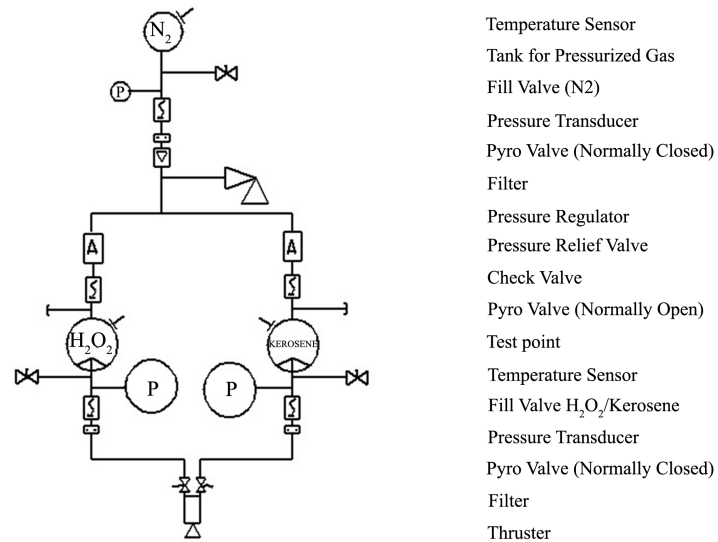 N2
Temperature Sensor
Tank for Pressurized Gas
Fill Valve (N2)
P
Pressure Transducer
Pyro Valve (Normally Closed)
Filter
Pressure Regulator
Pressure Relief Valve
Check Valve
Pyro Valve (Normally Open)
H2O2
KEROSENE
Test point
Temperature Sensor
P
P
Fill Valve H2O2/Kerosene
Pressure Transducer
Pyro Valve (Normally Closed)
Filter
Thruster